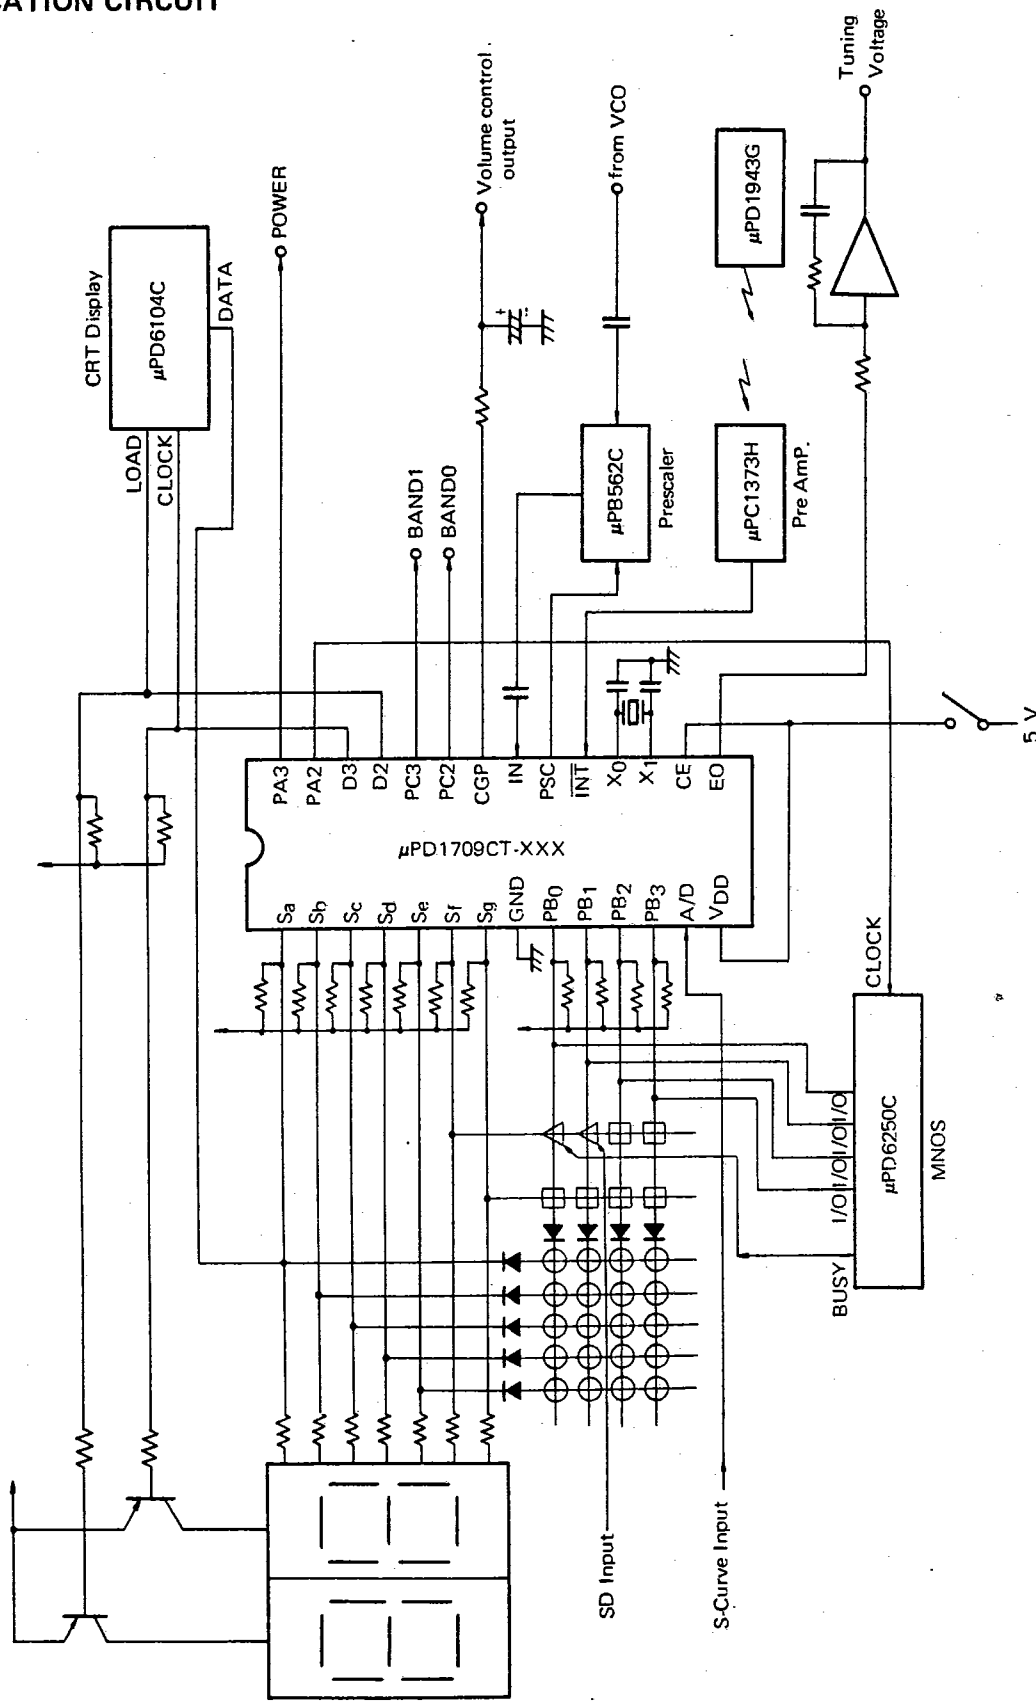 CATION CIRCUIT
CRT Display
μPD6104C
LOAD
CLOCK
DATA
POWER
BAND1
BAND0
Volume control
output
from VCO
μPB562C
Prescaler
μPC1373H
Pre AmP.
μPD1943G
Tuning
Voltage
PA3
PA2
D3
D2
PC3
PC2
CGP
IN
PSC
INT
X0
X1
CE
EO
μPD1709CT-XXX
Sa
Sb
Sc
Sd
Se
Sf
Sg
GND
PB0
PB1
PB2
PB3
A/D
VDD
5 V
CLOCK
I/O I/O I/O I/O
BUSY
μPD6250C
MNOS
SD Input
S-Curve Input